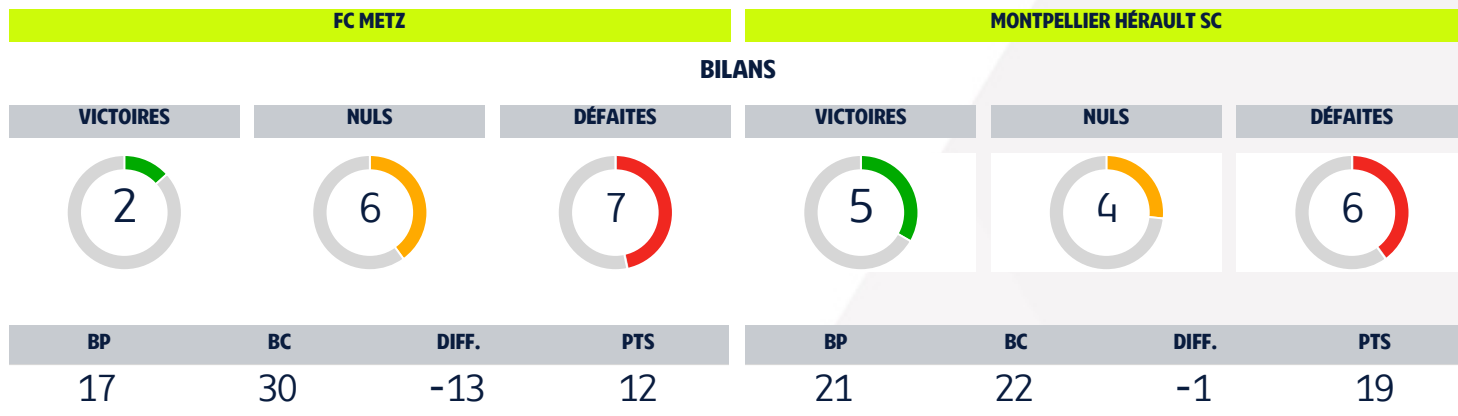 FC METZ MONTPELLIER HÉRAULT SC
BILANS
VICTOIRES NULS DÉFAITES VICTOIRES NULS DÉFAITES
2 6 7 5 4 6
BP BC DIFF. PTS BP BC DIFF. PTS
17 30 -13 12 21 22 -1 19